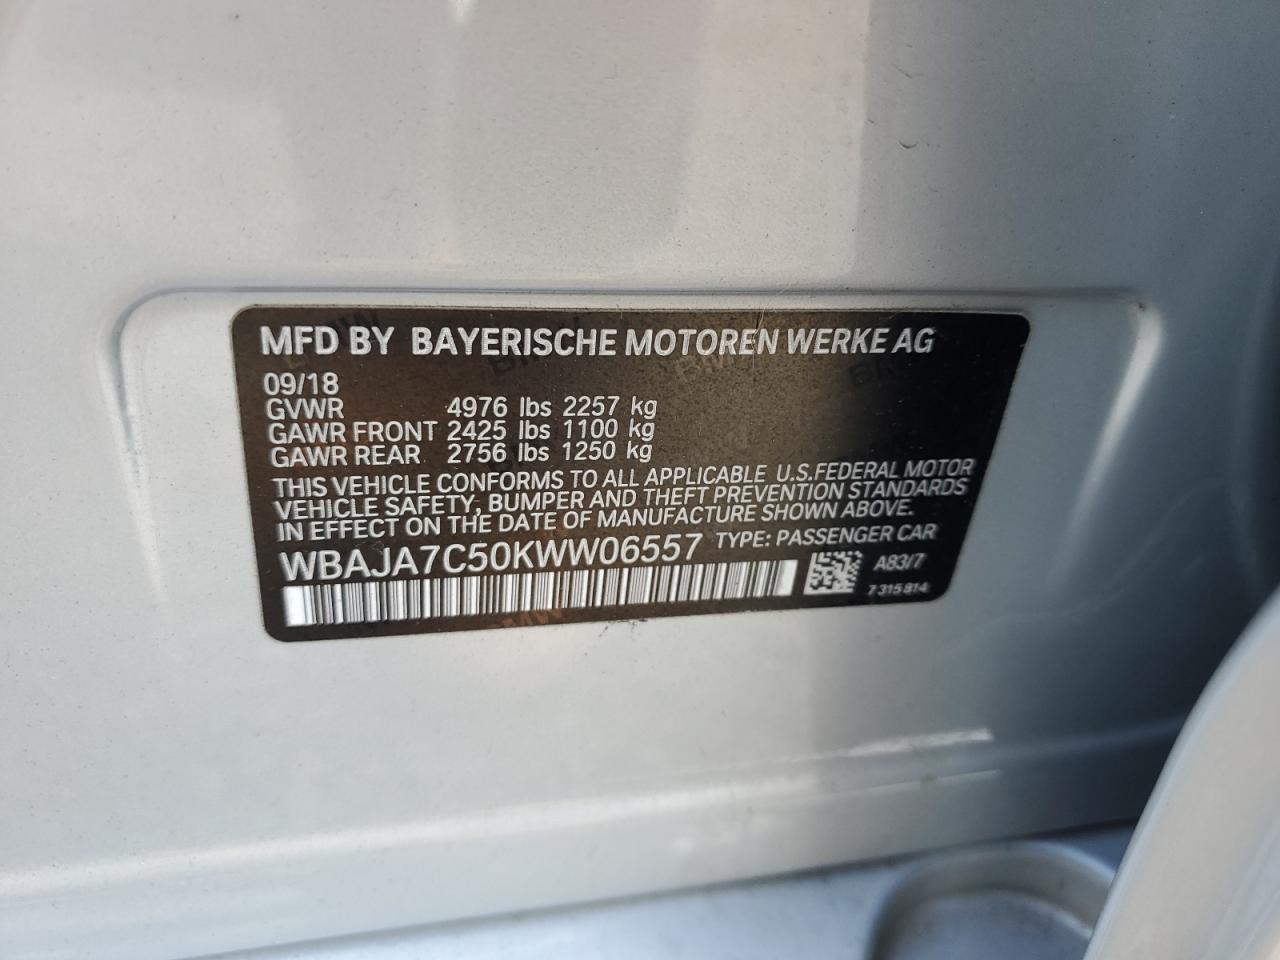 MFD BY BAYERISCHE MOTOREN WERKE AG
09/18
GVWR 4976 lbs 2257 kg
GAWR FRONT 2425 lbs 1100 kg
GAWR REAR 2756 lbs 1250 kg
THIS VEHICLE CONFORMS TO ALL APPLICABLE U.S.FEDERAL MOTOR
VEHICLE SAFETY, BUMPER AND THEFT PREVENTION STANDARDS
IN EFFECT ON THE DATE OF MANUFACTURE SHOWN ABOVE.
WBAJA7C50KWW06557 TYPE: PASSENGER CAR
A83/7
7 315 814